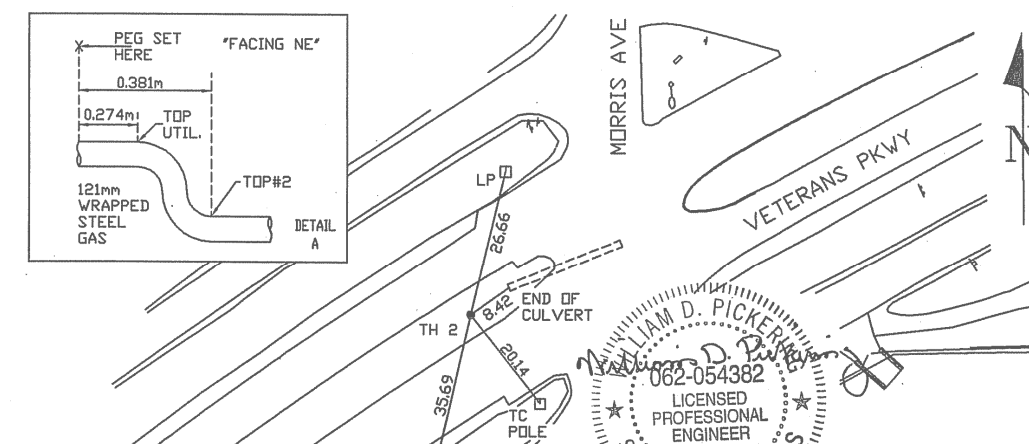 PEG SET
HERE
"FACING NE"
0.381m
0.274m
TOP
UTIL.
TOP#2
121mm
WRAPPED
STEEL
GAS
DETAIL
A
MORRIS AVE
VETERANS PKWY
N
LP
26.66
8.42
END OF
CULVERT
TH 2
20.14
35.69
TC
POLE
WILLIAM D. PICKERING
William D. Pickering
062-054382
LICENSED
PROFESSIONAL
ENGINEER